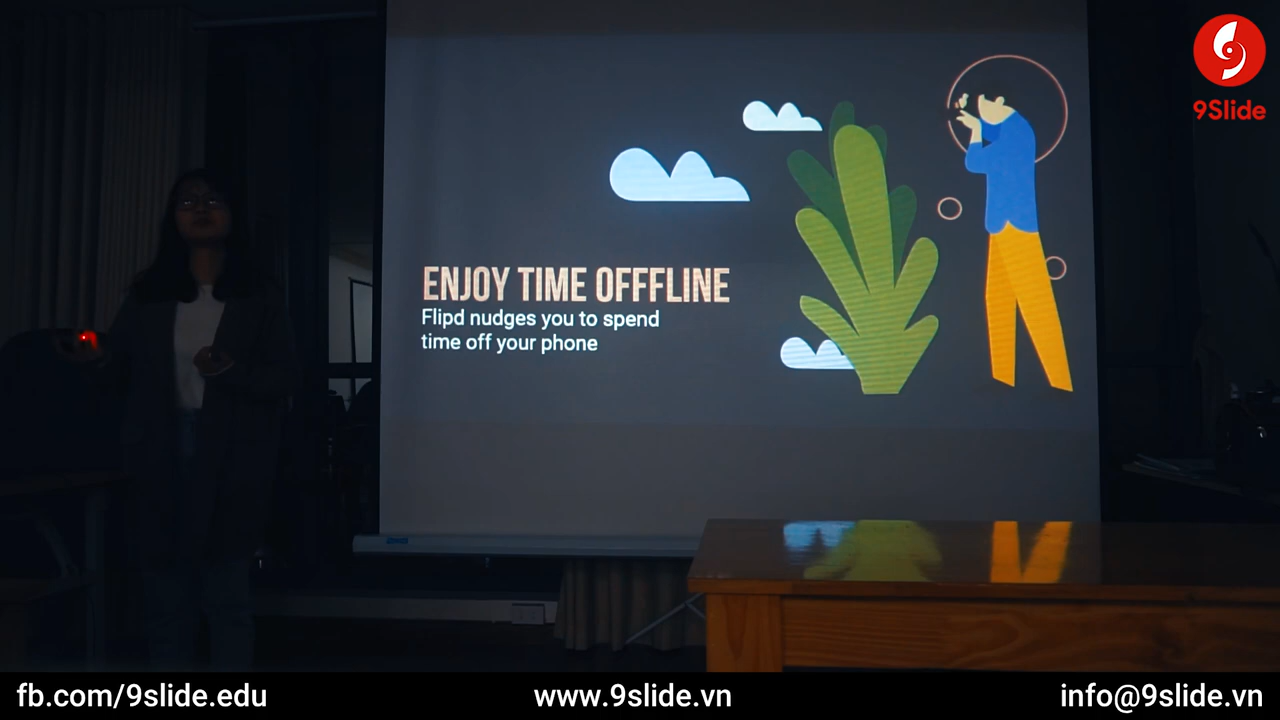 9Slide
ENJOY TIME OFFFLINE
Flipd nudges you to spend
time off your phone
fb.com/9slide.edu
www.9slide.vn
info@9slide.vn